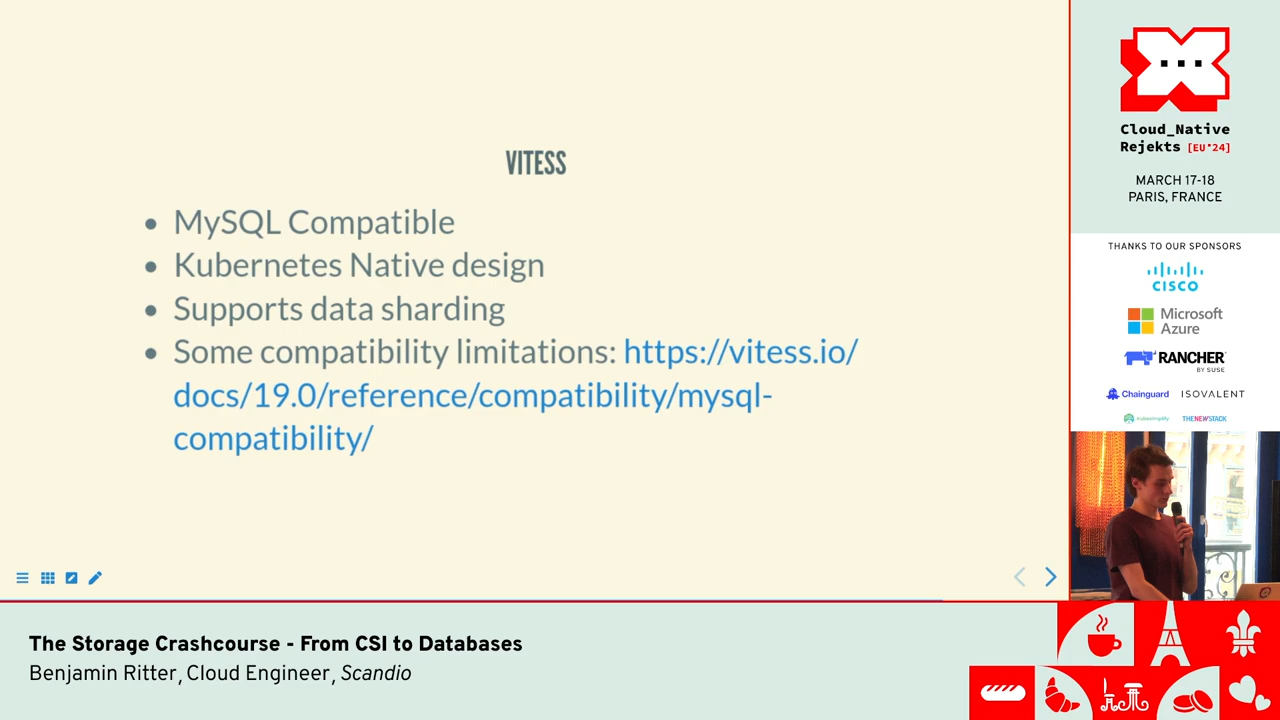 VITESS
MySQL Compatible
Kubernetes Native design
Supports data sharding
Some compatibility limitations: https://vitess.io/
docs/19.0/reference/compatibility/mysql-
compatibility/
Cloud_Native
Rejekts [EU'24]
MARCH 17-18
PARIS, FRANCE
THANKS TO OUR SPONSORS
CISCO
Microsoft
Azure
RANCHER
BY SUSE
Chainguard ISOVALENT
kubesimplify THENEWSTACK
The Storage Crashcourse - From CSI to Databases
Benjamin Ritter, Cloud Engineer, Scandio